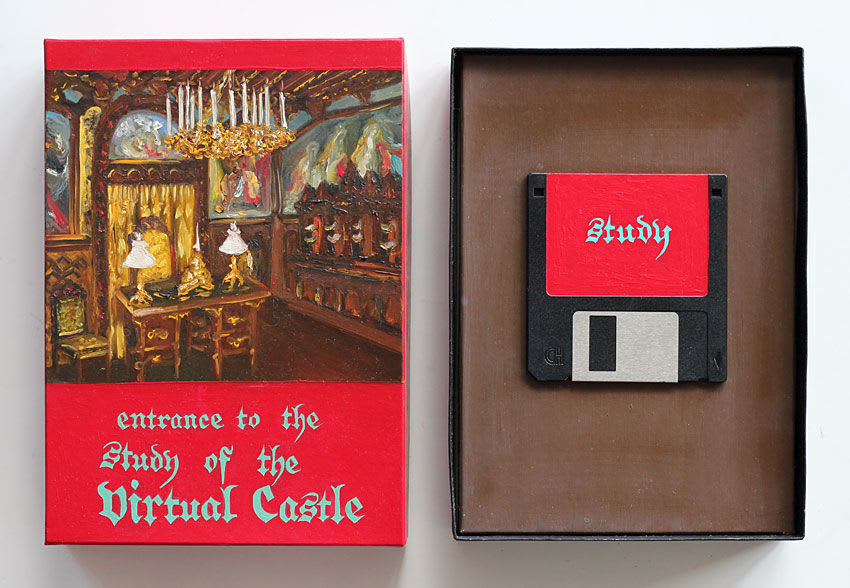 entrance to the
Study of the
Virtual Castle
study